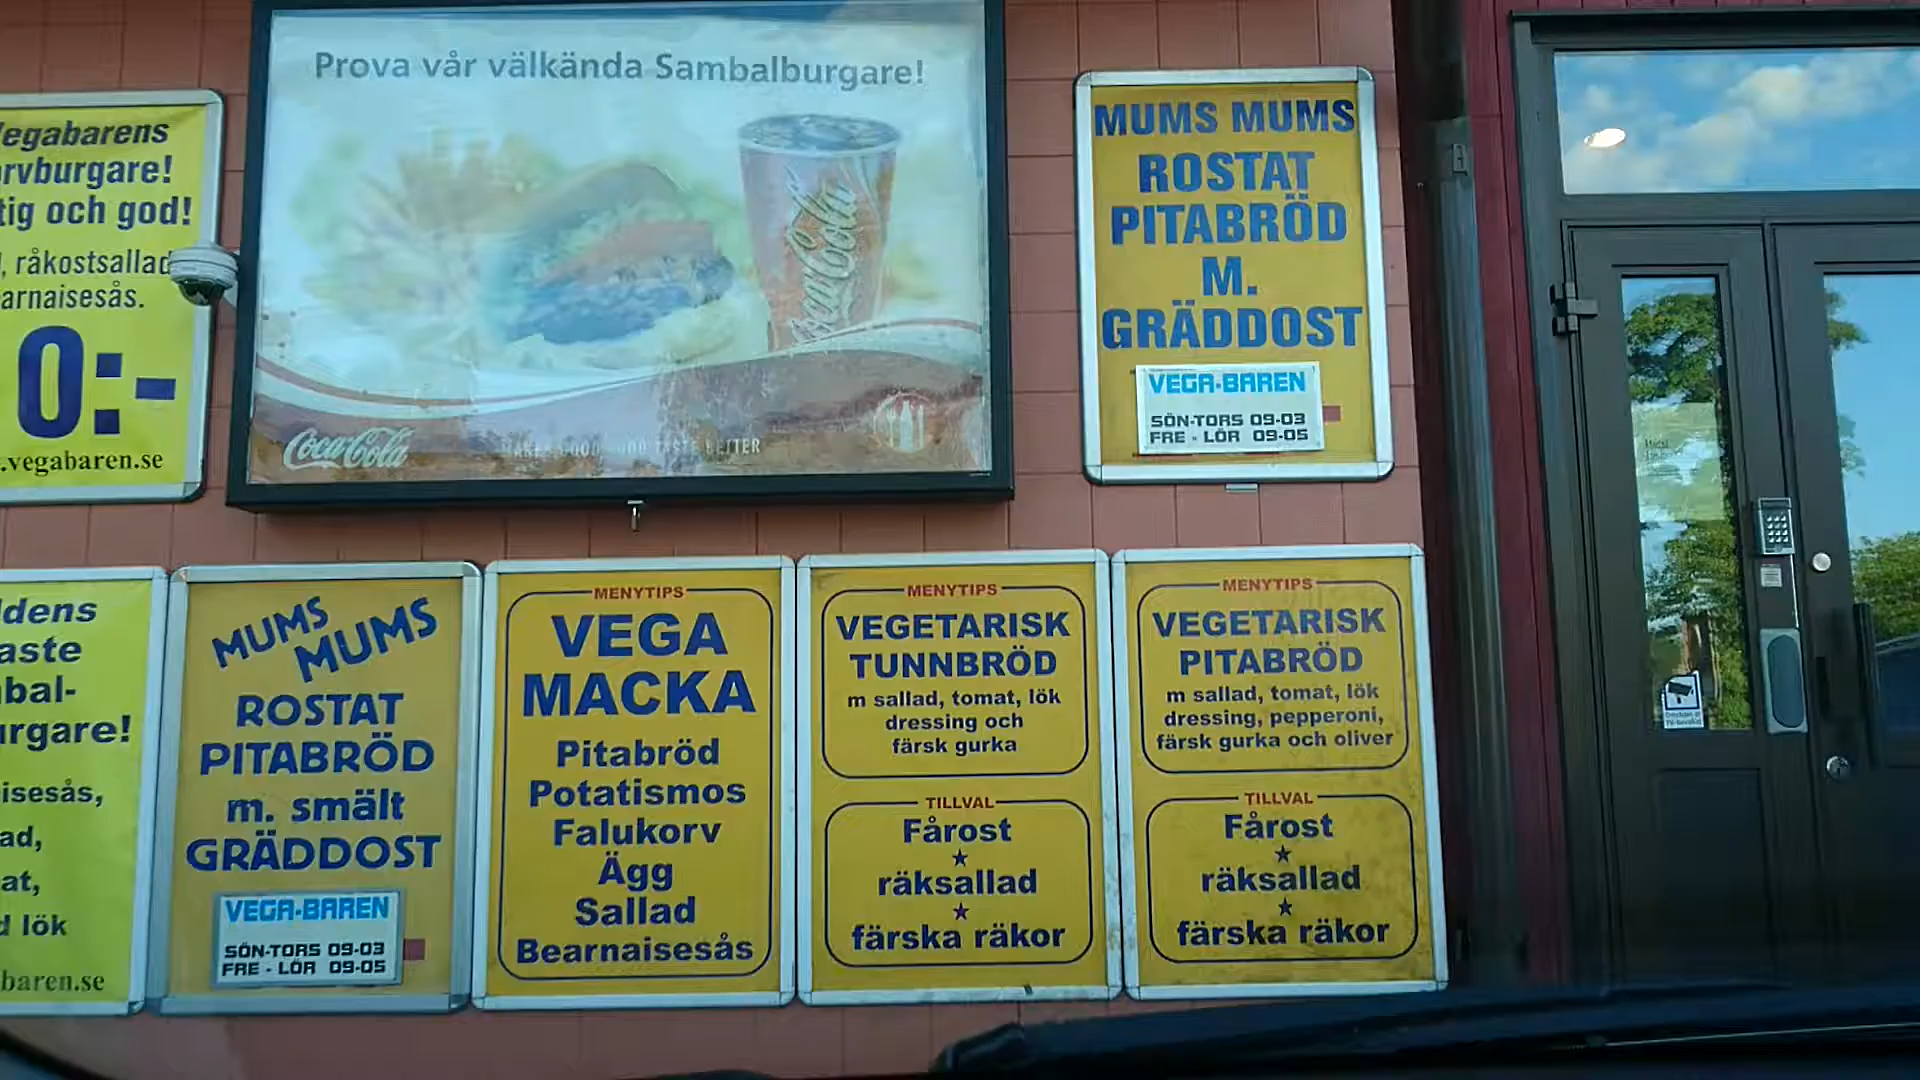 Prova vår välkända Sambalburgare!
Coca-Cola
Coca-Cola
MUMS MUMS
ROSTAT
PITABRÖD
M.
GRÄDDOST
VEGA-BAREN
SÖN-TORS 09-03
FRE - LÖR 09-05
egabarens
rvburgare!
tig och god!
, råkostsallad
arnaisesås.
0:-
.vegabaren.se
ldens
aste
bal-
urgare!
isesås,
ad,
at,
d lök
baren.se
MUMS
MUMS
ROSTAT
PITABRÖD
m. smält
GRÄDDOST
VEGA-BAREN
SÖN-TORS 09-03
FRE - LÖR 09-05
MENYTIPS
VEGA
MACKA
Pitabröd
Potatismos
Falukorv
Ägg
Sallad
Bearnaisesås
MENYTIPS
VEGETARISK
TUNNBRÖD
m sallad, tomat, lök
dressing och
färsk gurka
TILLVAL
Fårost
räksallad
färska räkor
MENYTIPS
VEGETARISK
PITABRÖD
m sallad, tomat, lök
dressing, pepperoni,
färsk gurka och oliver
TILLVAL
Fårost
räksallad
färska räkor